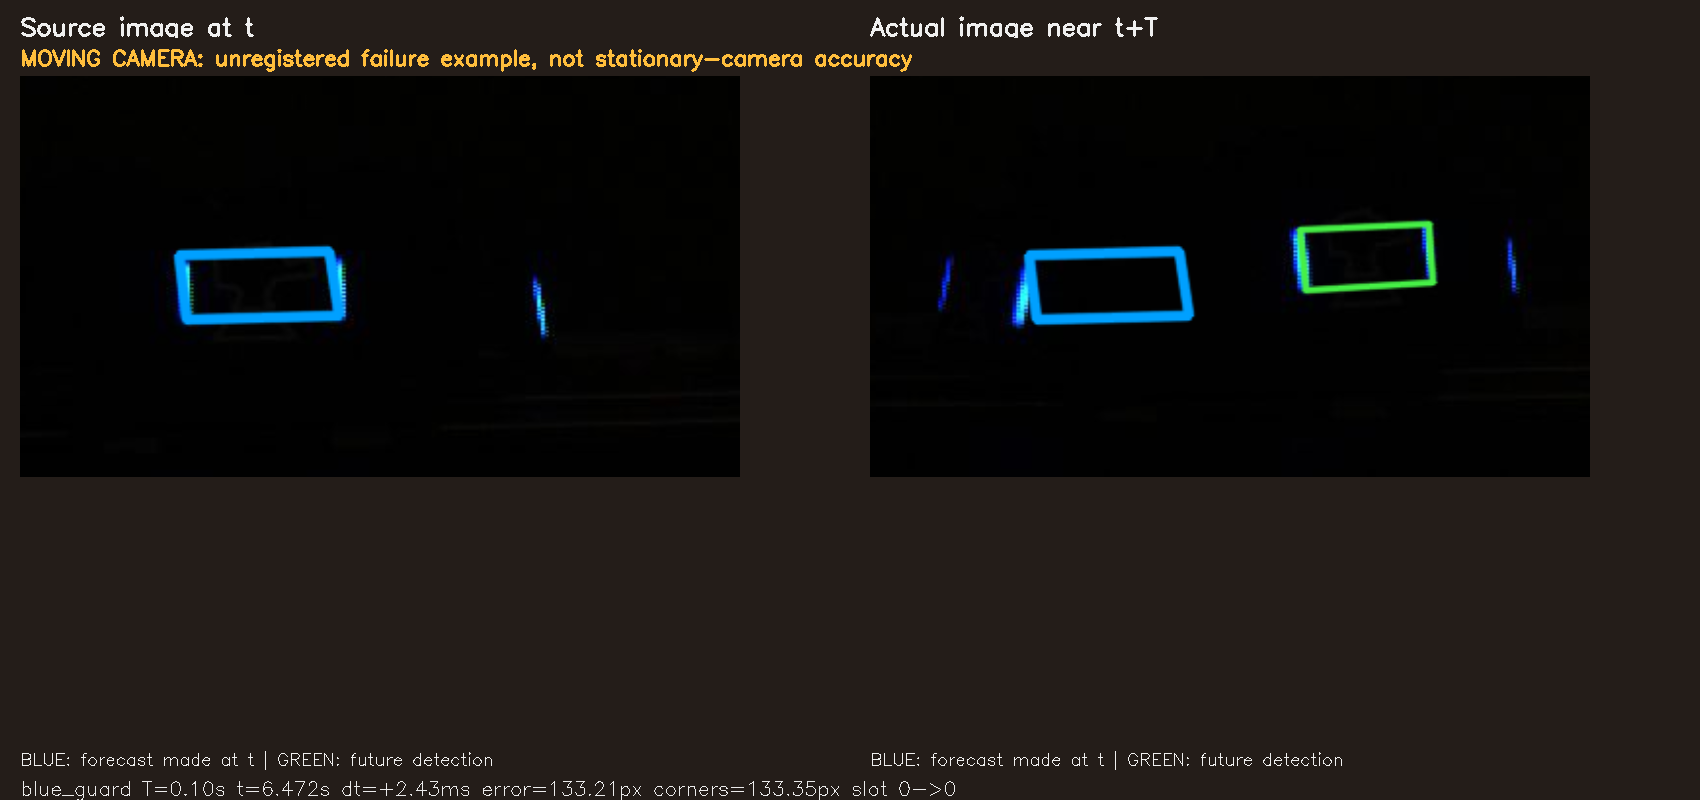 Source image at t
Actual image near t+T
MOVING CAMERA: unregistered failure example, not stationary-camera accuracy
BLUE: forecast made at t | GREEN: future detection
BLUE: forecast made at t | GREEN: future detection
blue_guard T=0.10s t=6.472s dt=+2.43ms error=133.21px corners=133.35px slot 0->0